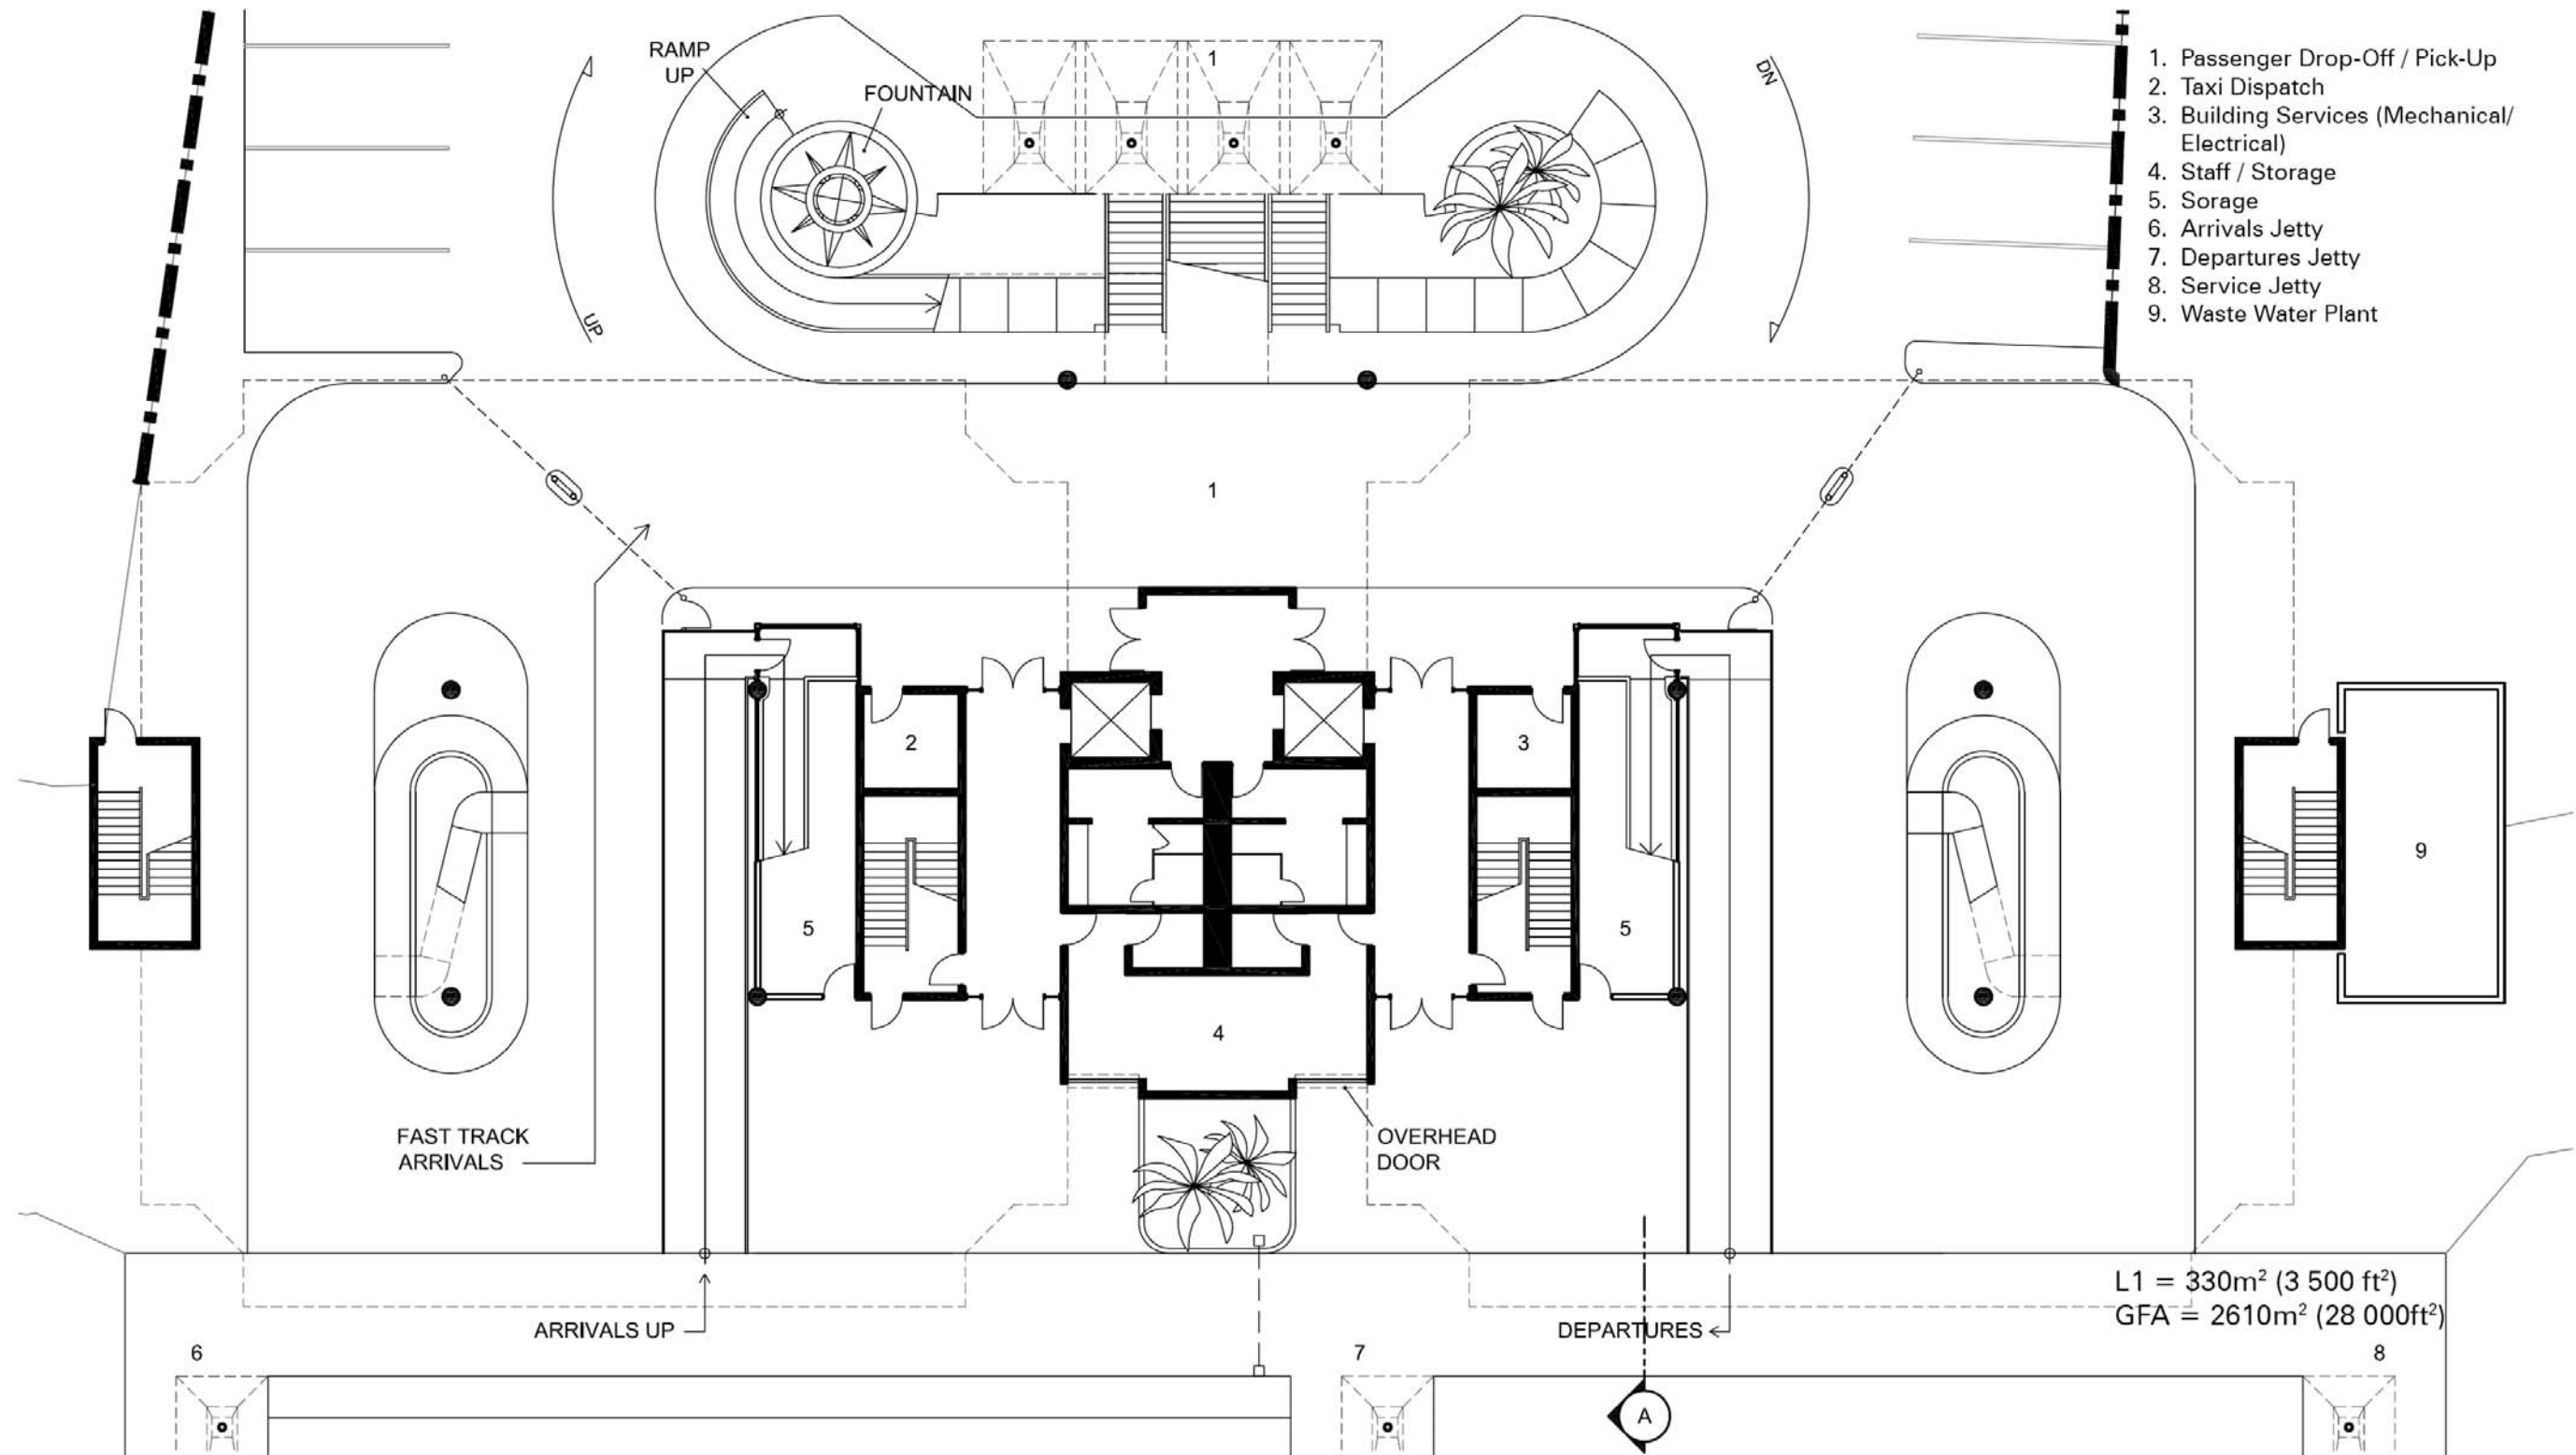 RAMP
UP
FOUNTAIN
1
DN
UP
1. Passenger Drop-Off / Pick-Up
2. Taxi Dispatch
3. Building Services (Mechanical/
Electrical)
4. Staff / Storage
5. Sorage
6. Arrivals Jetty
7. Departures Jetty
8. Service Jetty
9. Waste Water Plant
1
2
3
9
5
5
4
FAST TRACK
ARRIVALS
OVERHEAD
DOOR
L1 = 330m² (3 500 ft²)
GFA = 2610m² (28 000ft²)
ARRIVALS UP
DEPARTURES
6
7
8
A